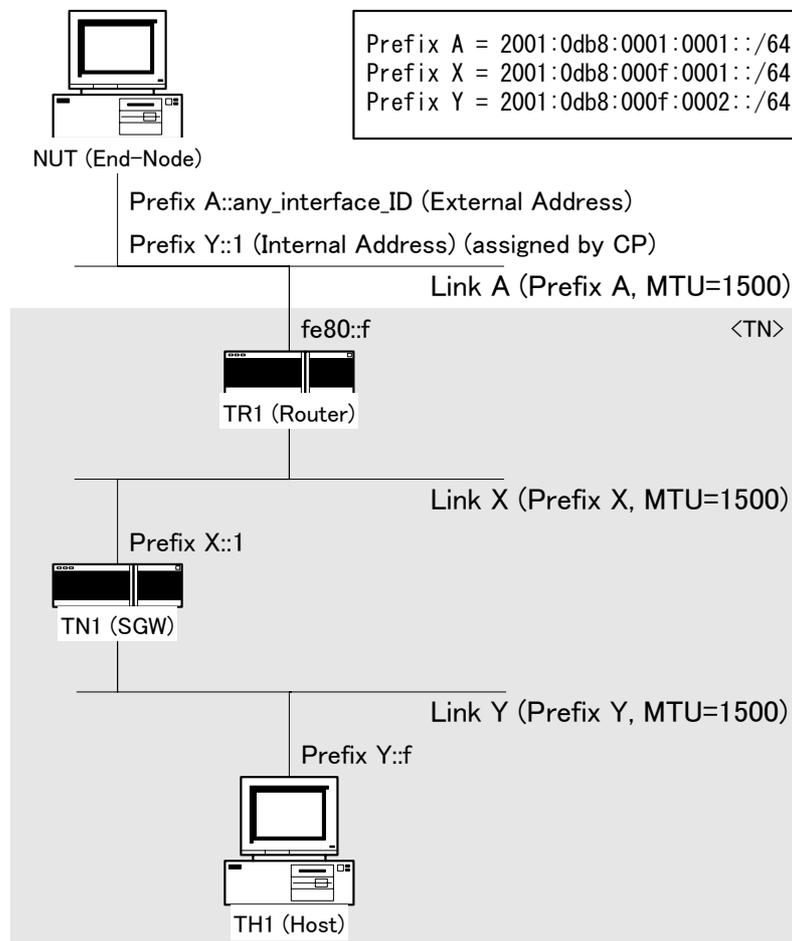 Prefix A = 2001:0db8:0001:0001::/64
Prefix X = 2001:0db8:000f:0001::/64
Prefix Y = 2001:0db8:000f:0002::/64
NUT (End-Node)
Prefix A::any_interface_ID (External Address)
Prefix Y::1 (Internal Address) (assigned by CP)
Link A (Prefix A, MTU=1500)
fe80::f
<TN>
TR1 (Router)
Link X (Prefix X, MTU=1500)
Prefix X::1
TN1 (SGW)
Link Y (Prefix Y, MTU=1500)
Prefix Y::f
TH1 (Host)